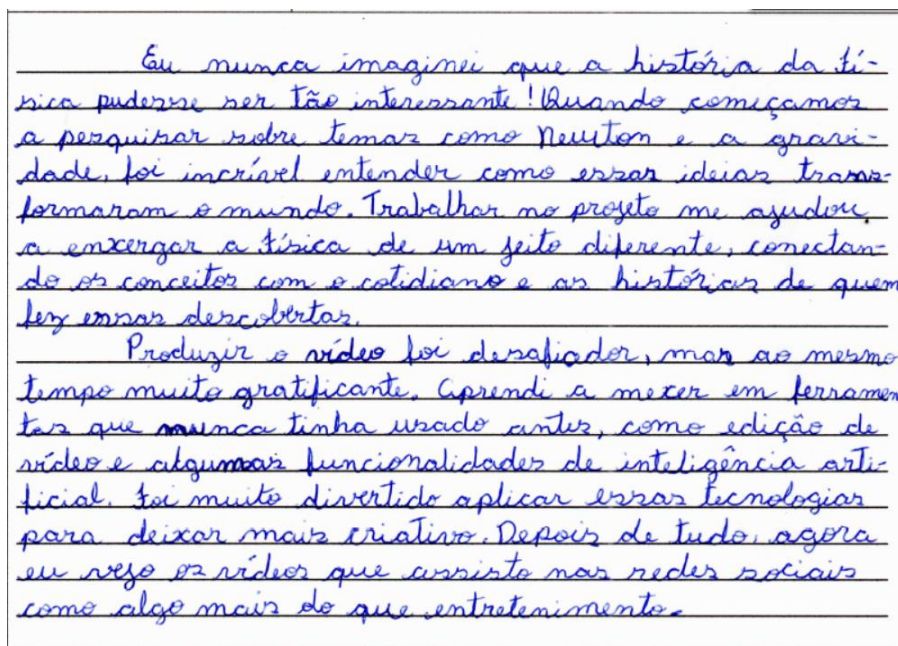 Eu nunca imaginei que a história da fí-
sica pudesse ser tão interessante! Quando começamos
a pesquisar sobre temas como Newton e a gravi-
dade, foi incrível entender como essas ideias trans-
formaram o mundo. Trabalhar no projeto me ajudou
a enxergar a física de um jeito diferente, conectan-
do os conceitos com o cotidiano e as histórias de quem
fez essas descobertas.
Produzir o vídeo foi desafiador, mas ao mesmo
tempo muito gratificante. Aprendi a mexer em ferramen
tas que nunca tinha usado antes, como edição de
vídeo e algumas funcionalidades de inteligência arti-
ficial. Foi muito divertido aplicar essas tecnologias
para deixar mais criativo. Depois de tudo, agora
eu vejo os vídeos que assisto nas redes sociais
como algo mais do que entretenimento.